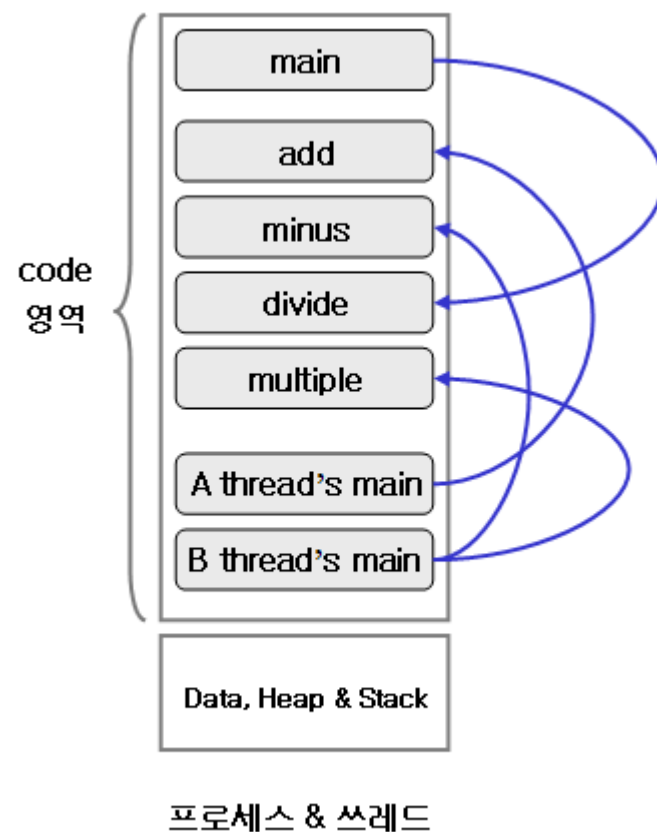 main
add
minus
divide
multiple
code
영역
A thread's main
B thread's main
Data, Heap & Stack
프로세스 & 쓰레드